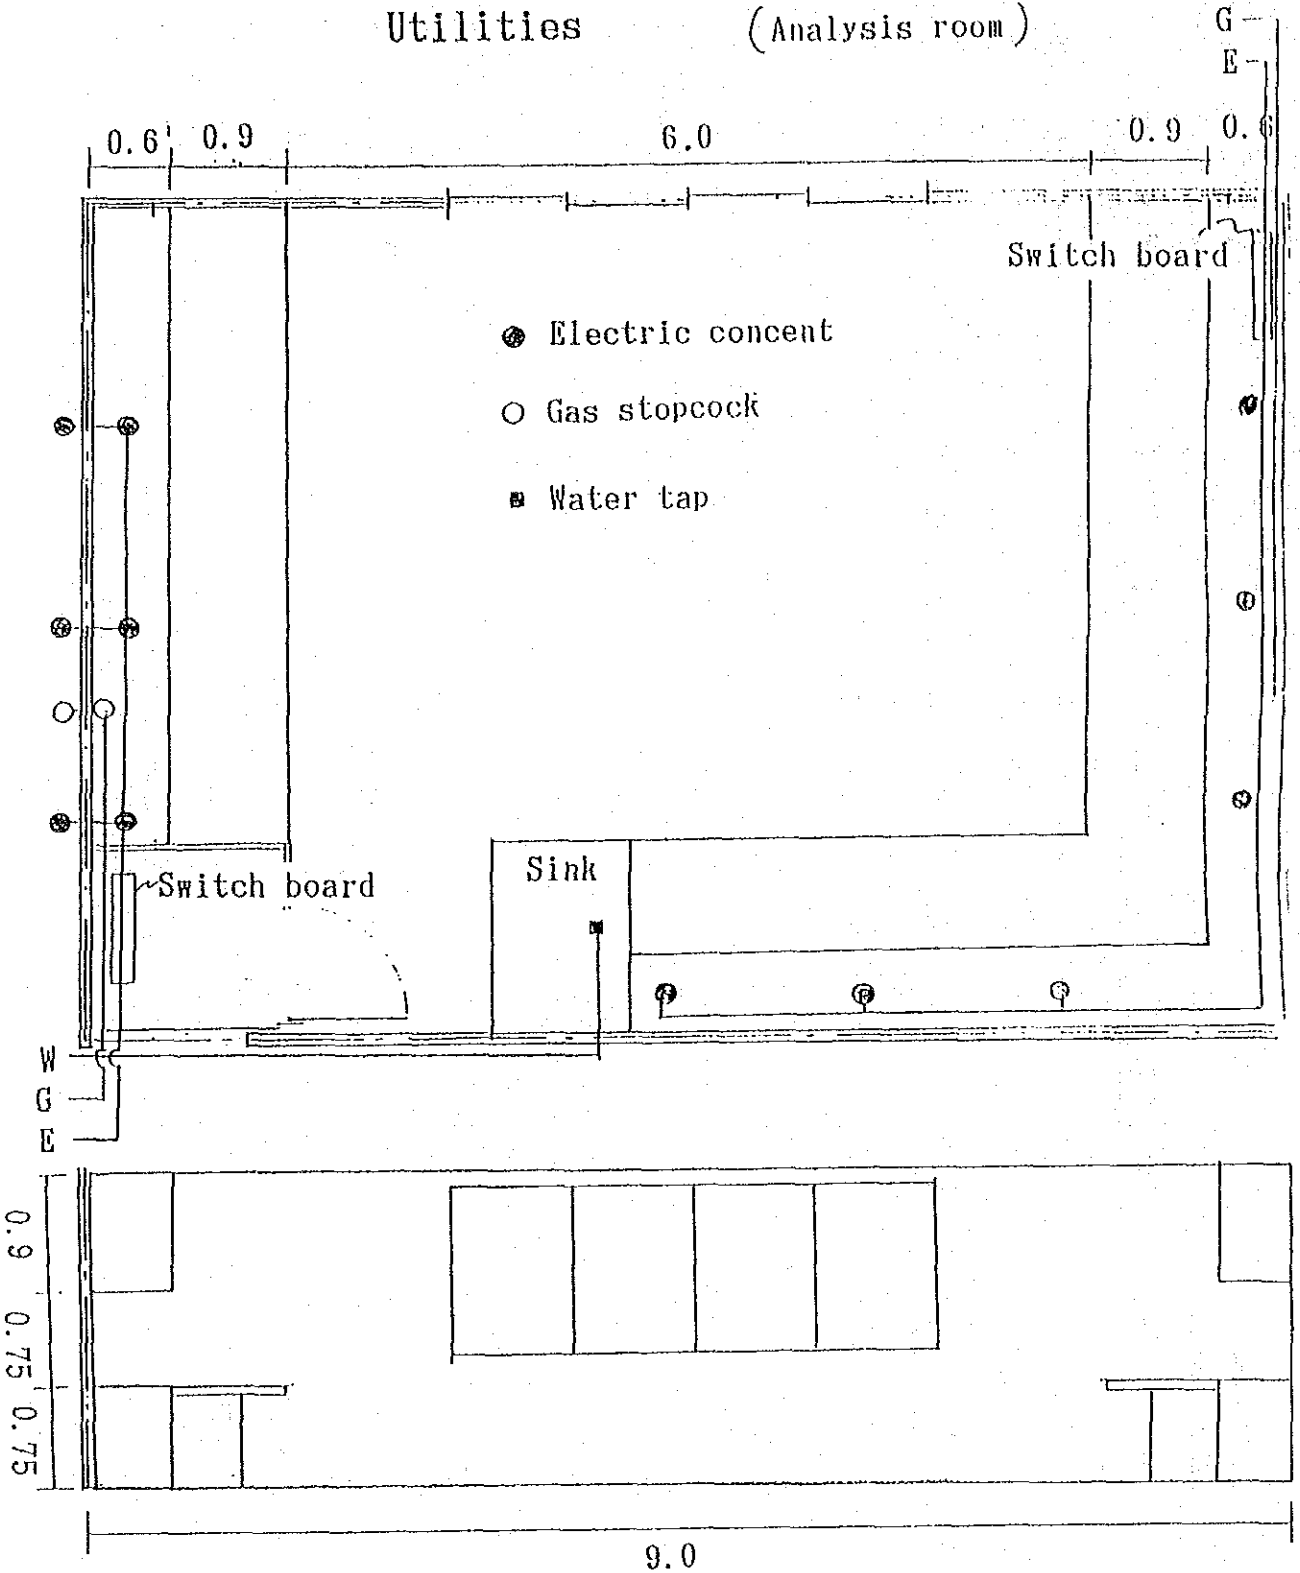 Utilities (Analysis room)
G
E
0.6 0.9 6.0 0.9 0.6
Switch board
Electric concent
Gas stopcock
Water tap
Sink
Switch board
W
G
E
0.9
0.75
0.75
9.0